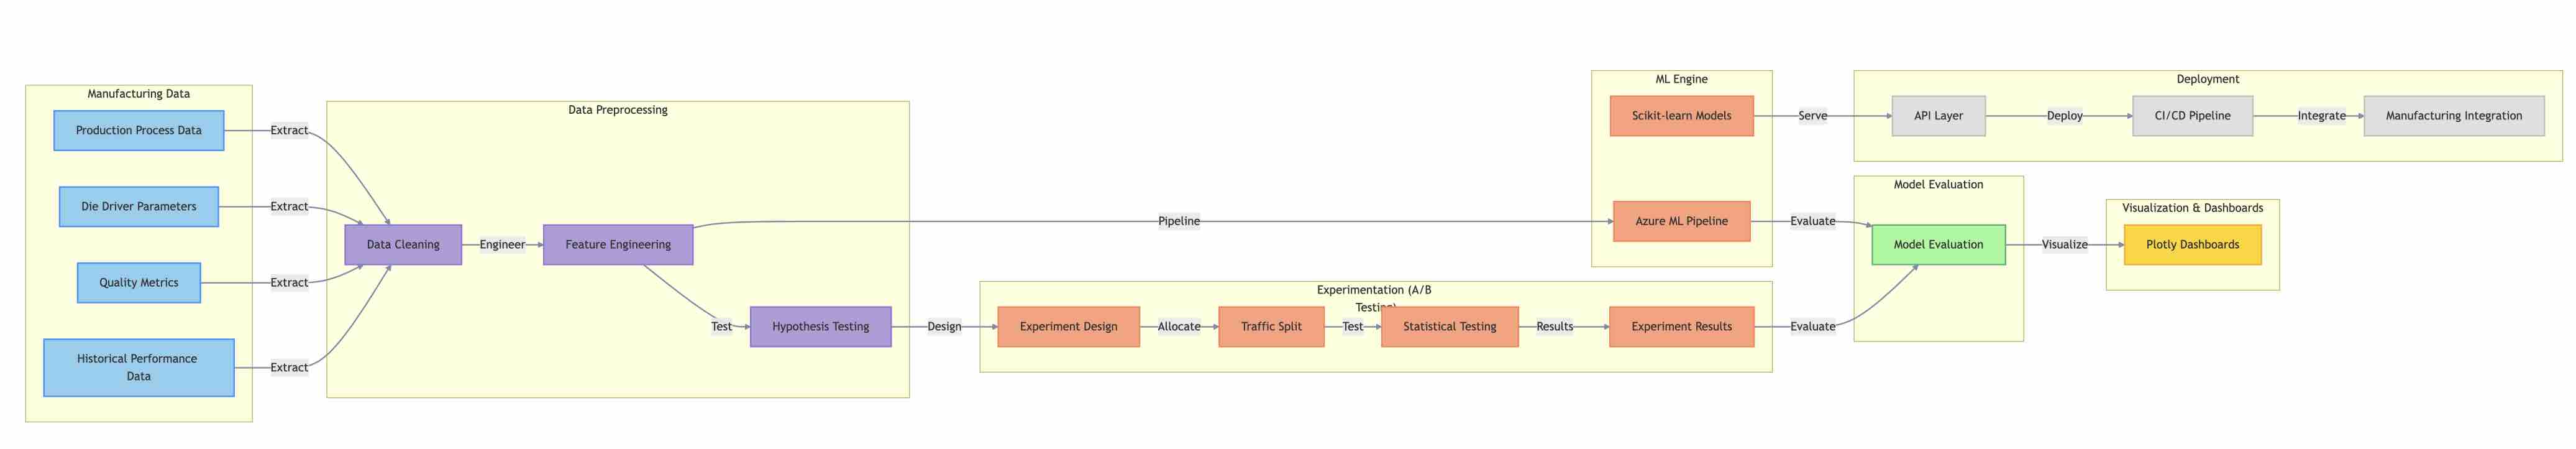 Manufacturing Data
Production Process Data
Die Driver Parameters
Quality Metrics
Historical Performance
Data
Extract
Extract
Extract
Extract
Data Preprocessing
Data Cleaning
Engineer
Feature Engineering
Test
Hypothesis Testing
Pipeline
Design
Experimentation (A/B
Testing)
Experiment Design
Allocate
Traffic Split
Test
Statistical Testing
Results
Experiment Results
ML Engine
Scikit-learn Models
Azure ML Pipeline
Serve
Evaluate
Evaluate
Deployment
API Layer
Deploy
CI/CD Pipeline
Integrate
Manufacturing Integration
Model Evaluation
Model Evaluation
Visualize
Visualization & Dashboards
Plotly Dashboards